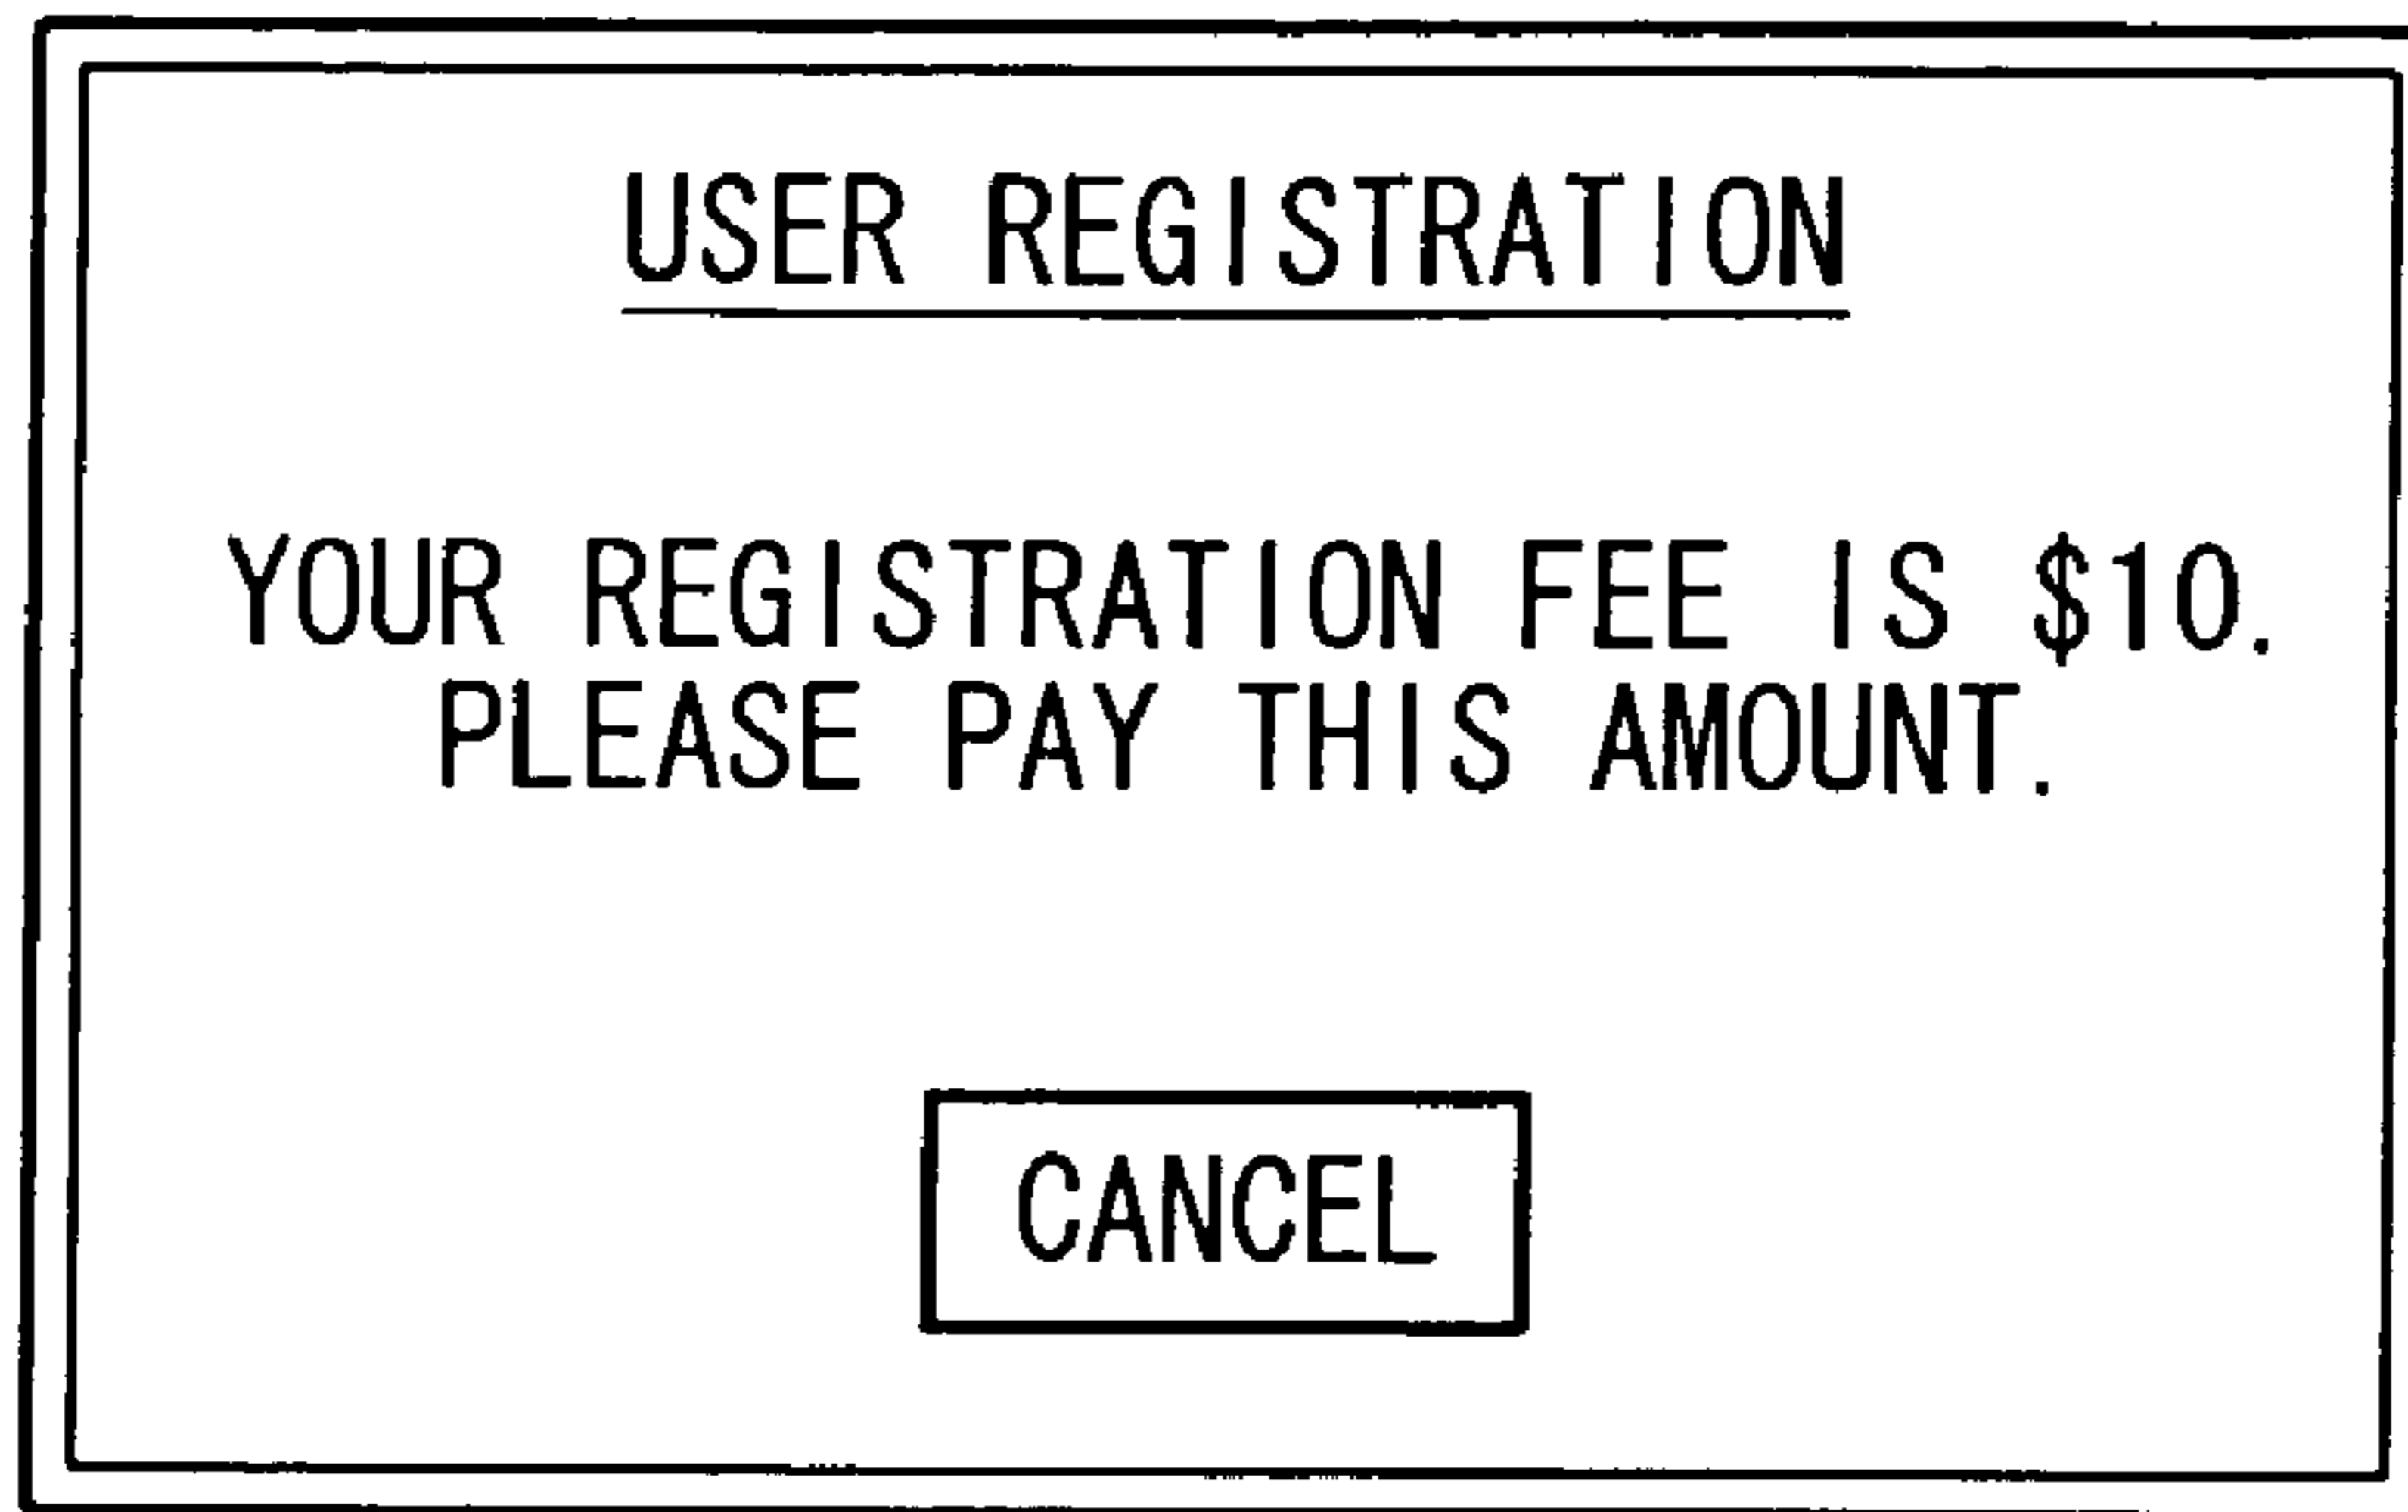 USER REGISTRATION
YOUR REGISTRATION FEE IS $10.
PLEASE PAY THIS AMOUNT.
CANCEL